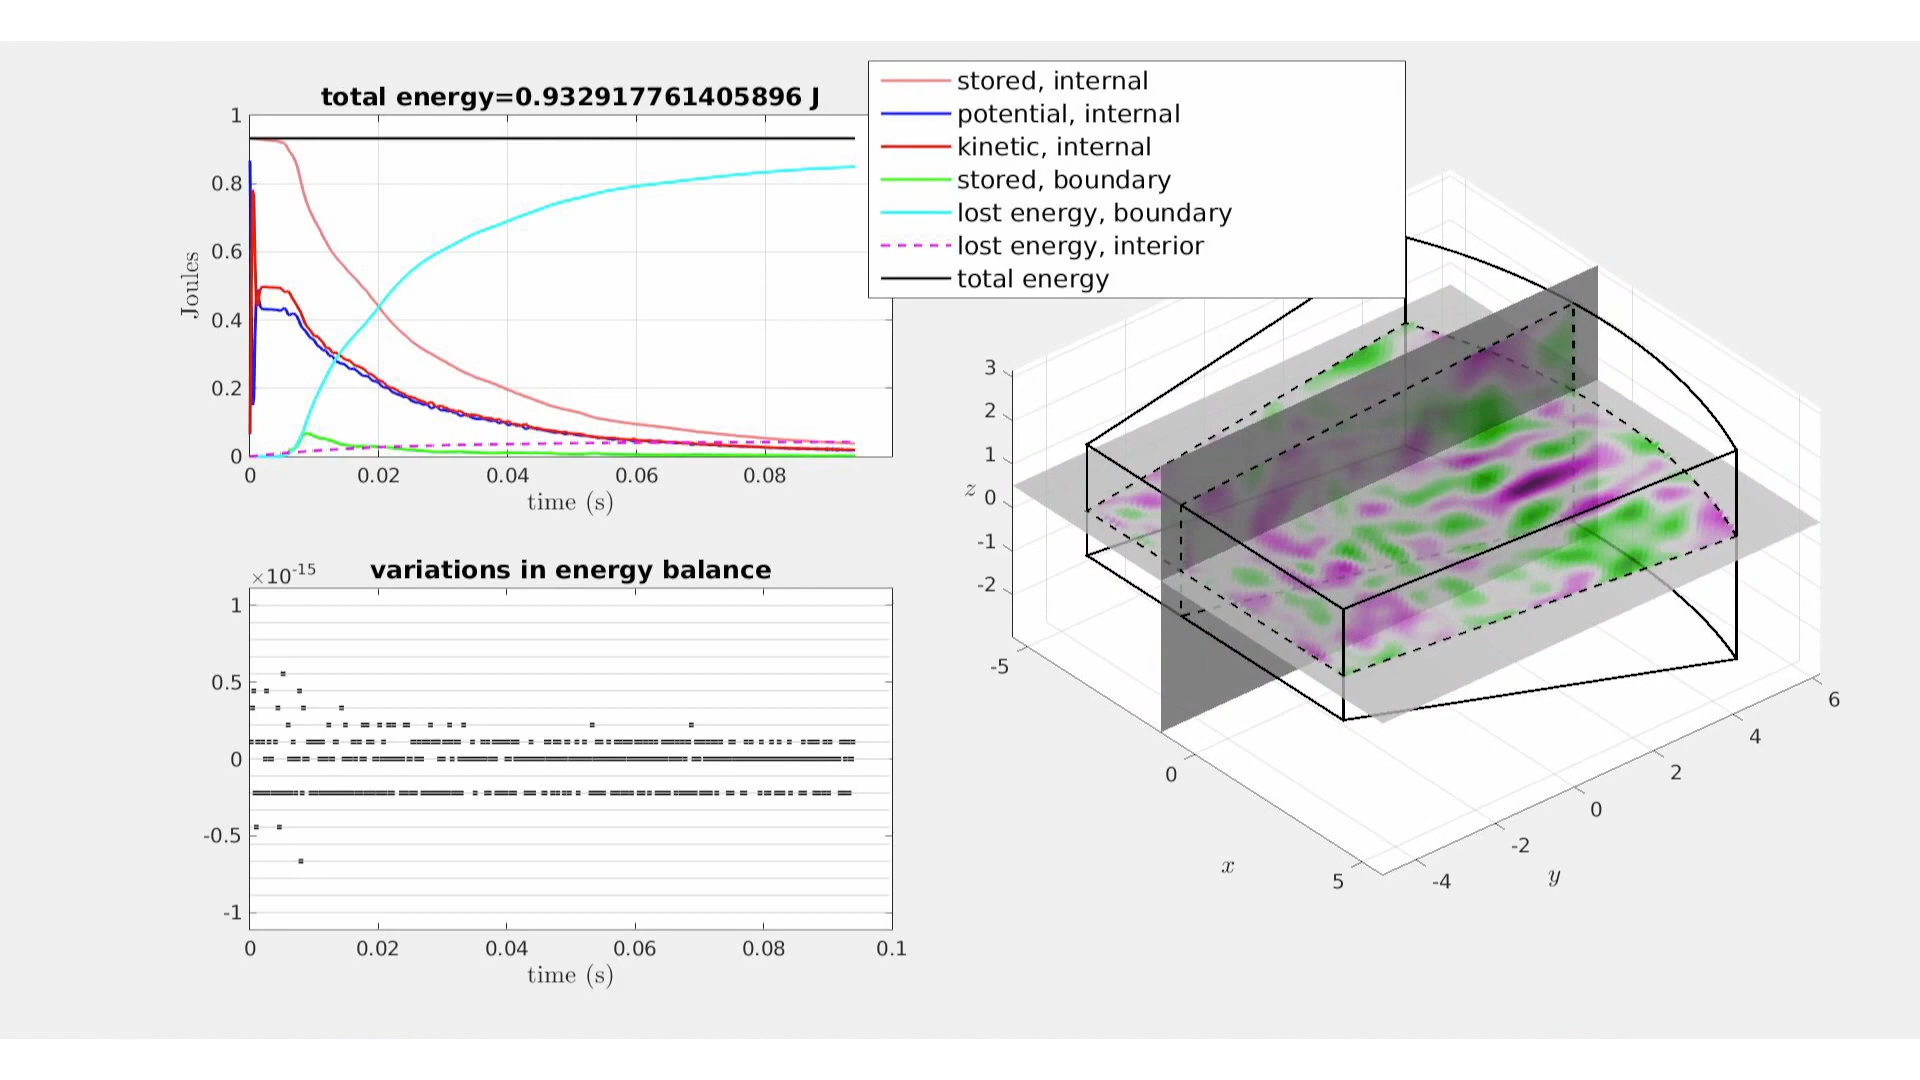 total energy=0.932917761405896 J
1
0.8
0.6
0.4
0.2
0
Joules
0 0.02 0.04 0.06 0.08
time (s)
stored, internal
potential, internal
kinetic, internal
stored, boundary
lost energy, boundary
lost energy, interior
total energy
×10-15 variations in energy balance
1
0.5
0
-0.5
-1
0 0.02 0.04 0.06 0.08 0.1
time (s)
3
2
1
0
-1
-2
z
-5
0
5
x
-4
-2
0
2
4
6
y